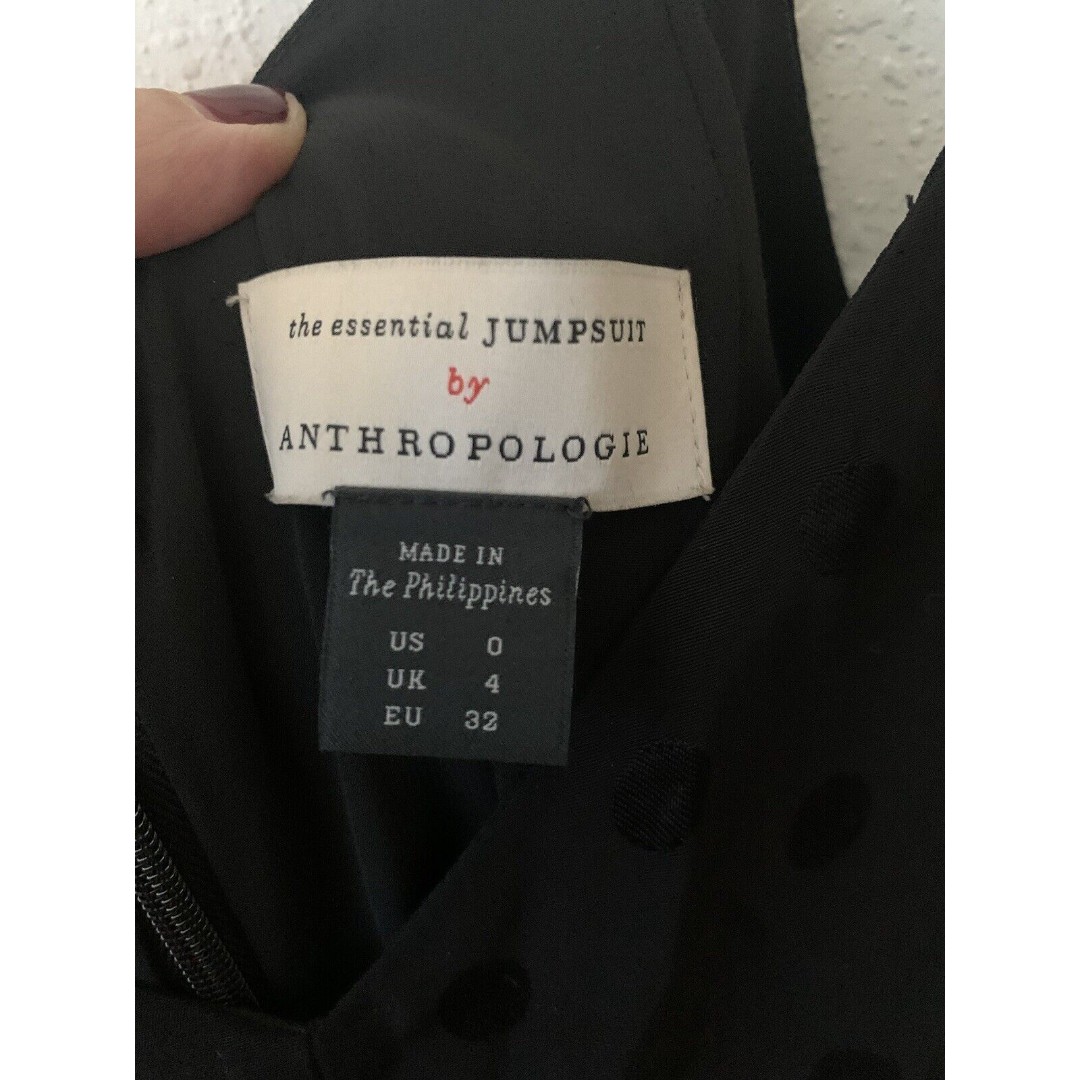 the essential JUMPSUIT
by
ANTHROPOLOGIE
MADE IN
The Philippines
US 0
UK 4
EU 32